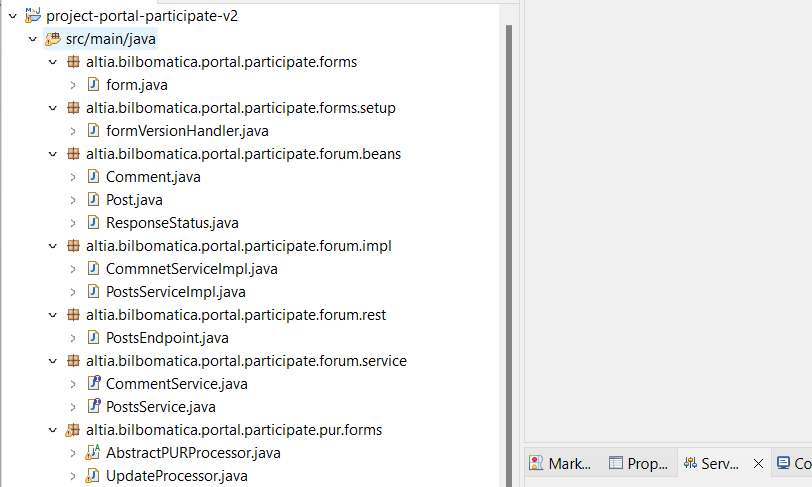 project-portal-participate-v2
src/main/java
altia.bilbomatica.portal.participate.forms
form.java
altia.bilbomatica.portal.participate.forms.setup
formVersionHandler.java
altia.bilbomatica.portal.participate.forum.beans
Comment.java
Post.java
ResponseStatus.java
altia.bilbomatica.portal.participate.forum.impl
CommnetServiceImpl.java
PostsServiceImpl.java
altia.bilbomatica.portal.participate.forum.rest
PostsEndpoint.java
altia.bilbomatica.portal.participate.forum.service
CommentService.java
PostsService.java
altia.bilbomatica.portal.participate.pur.forms
AbstractPURProcessor.java
UpdateProcessor.java
Mark... Prop... Serv... Co